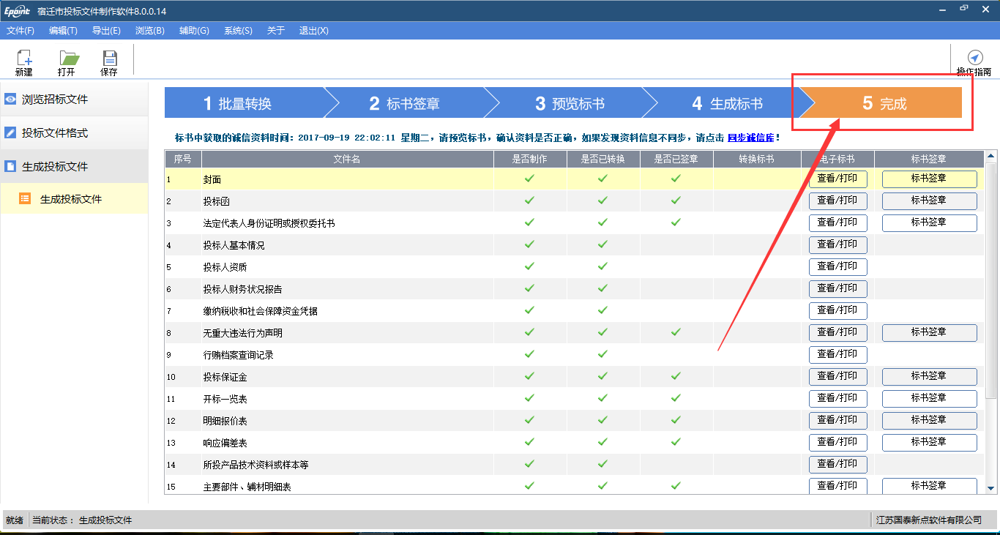 Epoint 宿迁市投标文件制作软件8.0.0.14
文件(F) 编辑(T) 导出(E) 浏览(B) 辅助(G) 系统(S) 关于 退出(X)
新建 打开 保存 操作指南
浏览招标文件
投标文件格式
生成投标文件
生成投标文件
1 批量转换 2 标书签章 3 预览标书 4 生成标书 5 完成
标书中获取的诚信资料时间：2017-09-19 22:02:11 星期二，请预览标书，确认资料是否正确，如果发现资料信息不同步，请点击 同步诚信库！
序号 文件名 是否制作 是否已转换 是否已签章 转换标书 电子标书 标书签章
1 封面 查看/打印 标书签章
2 投标函 查看/打印 标书签章
3 法定代表人身份证明或授权委托书 查看/打印 标书签章
4 投标人基本情况 查看/打印
5 投标人资质 查看/打印
6 投标人财务状况报告 查看/打印
7 缴纳税收和社会保障资金凭据 查看/打印
8 无重大违法行为声明 查看/打印 标书签章
9 行贿档案查询记录 查看/打印
10 投标保证金 查看/打印 标书签章
11 开标一览表 查看/打印 标书签章
12 明细报价表 查看/打印 标书签章
13 响应偏差表 查看/打印 标书签章
14 所投产品技术资料或样本等 查看/打印
15 主要部件、辅材明细表 查看/打印 标书签章
就绪 当前状态： 生成投标文件 江苏国泰新点软件有限公司